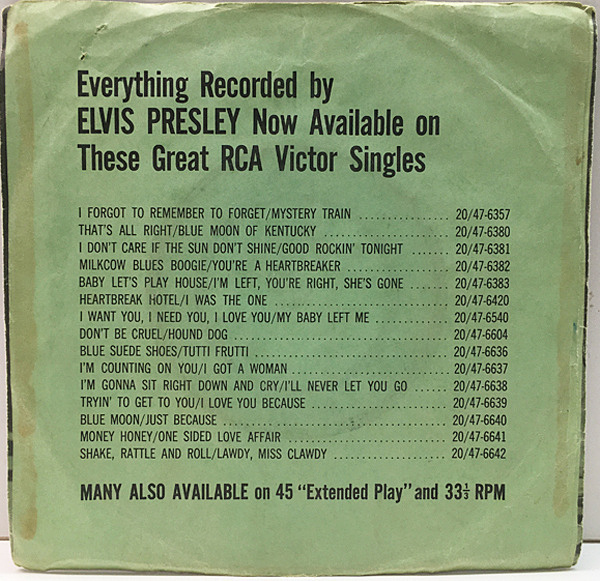 Everything Recorded by
ELVIS PRESLEY Now Available on
These Great RCA Victor Singles
I FORGOT TO REMEMBER TO FORGET/MYSTERY TRAIN ................ 20/47-6357
THAT'S ALL RIGHT/BLUE MOON OF KENTUCKY ...................... 20/47-6380
I DON'T CARE IF THE SUN DON'T SHINE/GOOD ROCKIN' TONIGHT ....... 20/47-6381
MILKCOW BLUES BOOGIE/YOU'RE A HEARTBREAKER .................. 20/47-6382
BABY LET'S PLAY HOUSE/I'M LEFT, YOU'RE RIGHT, SHE'S GONE ....... 20/47-6383
HEARTBREAK HOTEL/I WAS THE ONE ............................... 20/47-6420
I WANT YOU, I NEED YOU, I LOVE YOU/MY BABY LEFT ME ............. 20/47-6540
DON'T BE CRUEL/HOUND DOG ..................................... 20/47-6604
BLUE SUEDE SHOES/TUTTI FRUTTI .................................. 20/47-6636
I'M COUNTING ON YOU/I GOT A WOMAN ............................ 20/47-6637
I'M GONNA SIT RIGHT DOWN AND CRY/I'LL NEVER LET YOU GO ...... 20/47-6638
TRYIN' TO GET TO YOU/I LOVE YOU BECAUSE ........................ 20/47-6639
BLUE MOON/JUST BECAUSE ........................................ 20/47-6640
MONEY HONEY/ONE SIDED LOVE AFFAIR ............................ 20/47-6641
SHAKE, RATTLE AND ROLL/LAWDY, MISS CLAWDY ..................... 20/47-6642
MANY ALSO AVAILABLE on 45 "Extended Play" and 33⅓ RPM